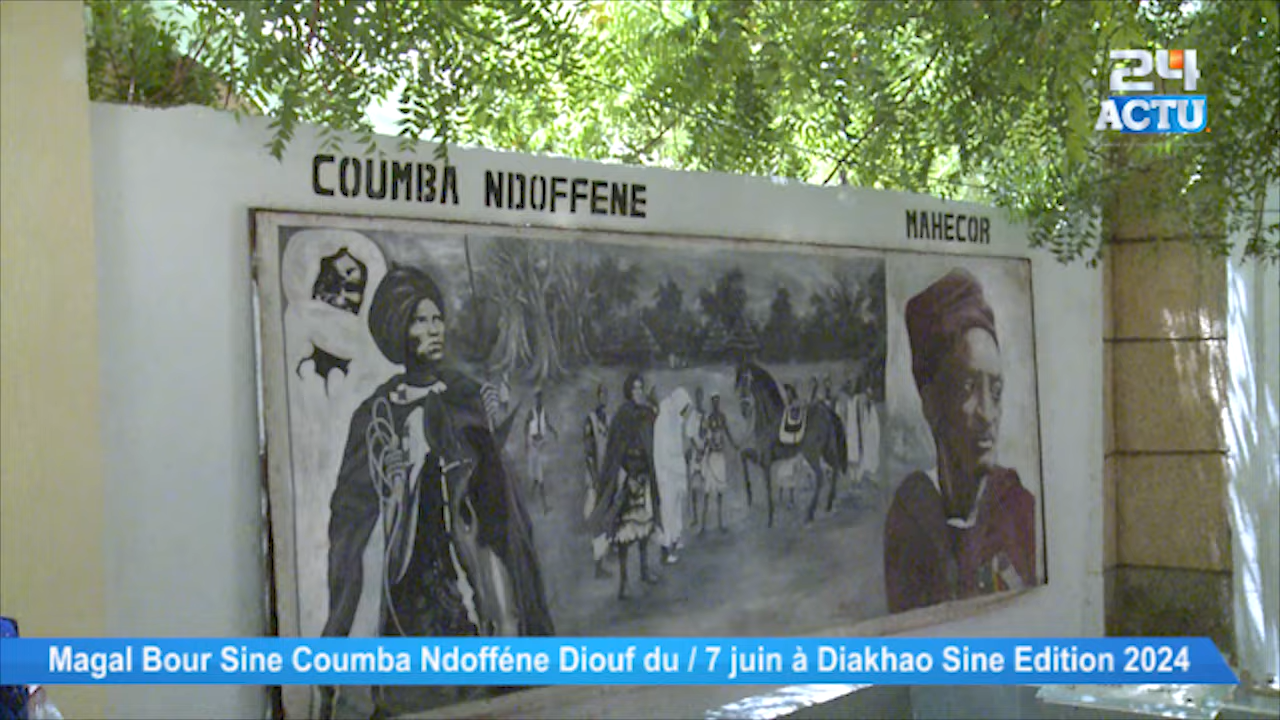 24
ACTU
COUMBA NDOFFENE
MAHECOR
Magal Bour Sine Coumba Ndofféne Diouf du / 7 juin à Diakhao Sine Edition 2024